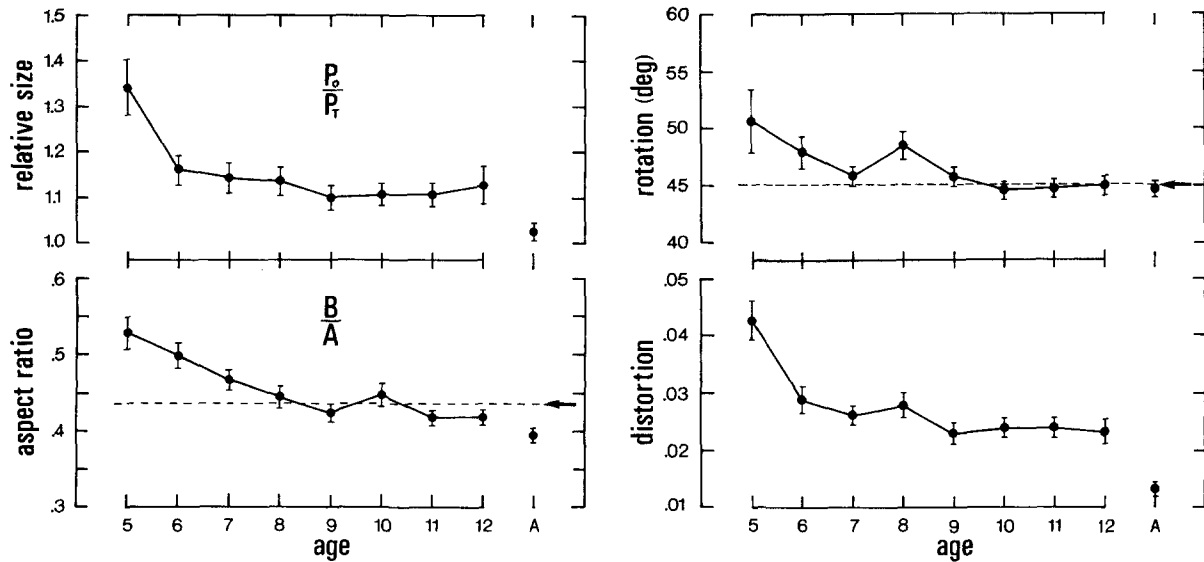 relative size
1.5
1.4
1.3
1.2
1.1
1.0
Po
PT
aspect ratio
.6
.5
.4
.3
B
A
5 6 7 8 9 10 11 12 A
age
rotation (deg)
60
55
50
45
40
distortion
.05
.04
.03
.02
.01
5 6 7 8 9 10 11 12 A
age